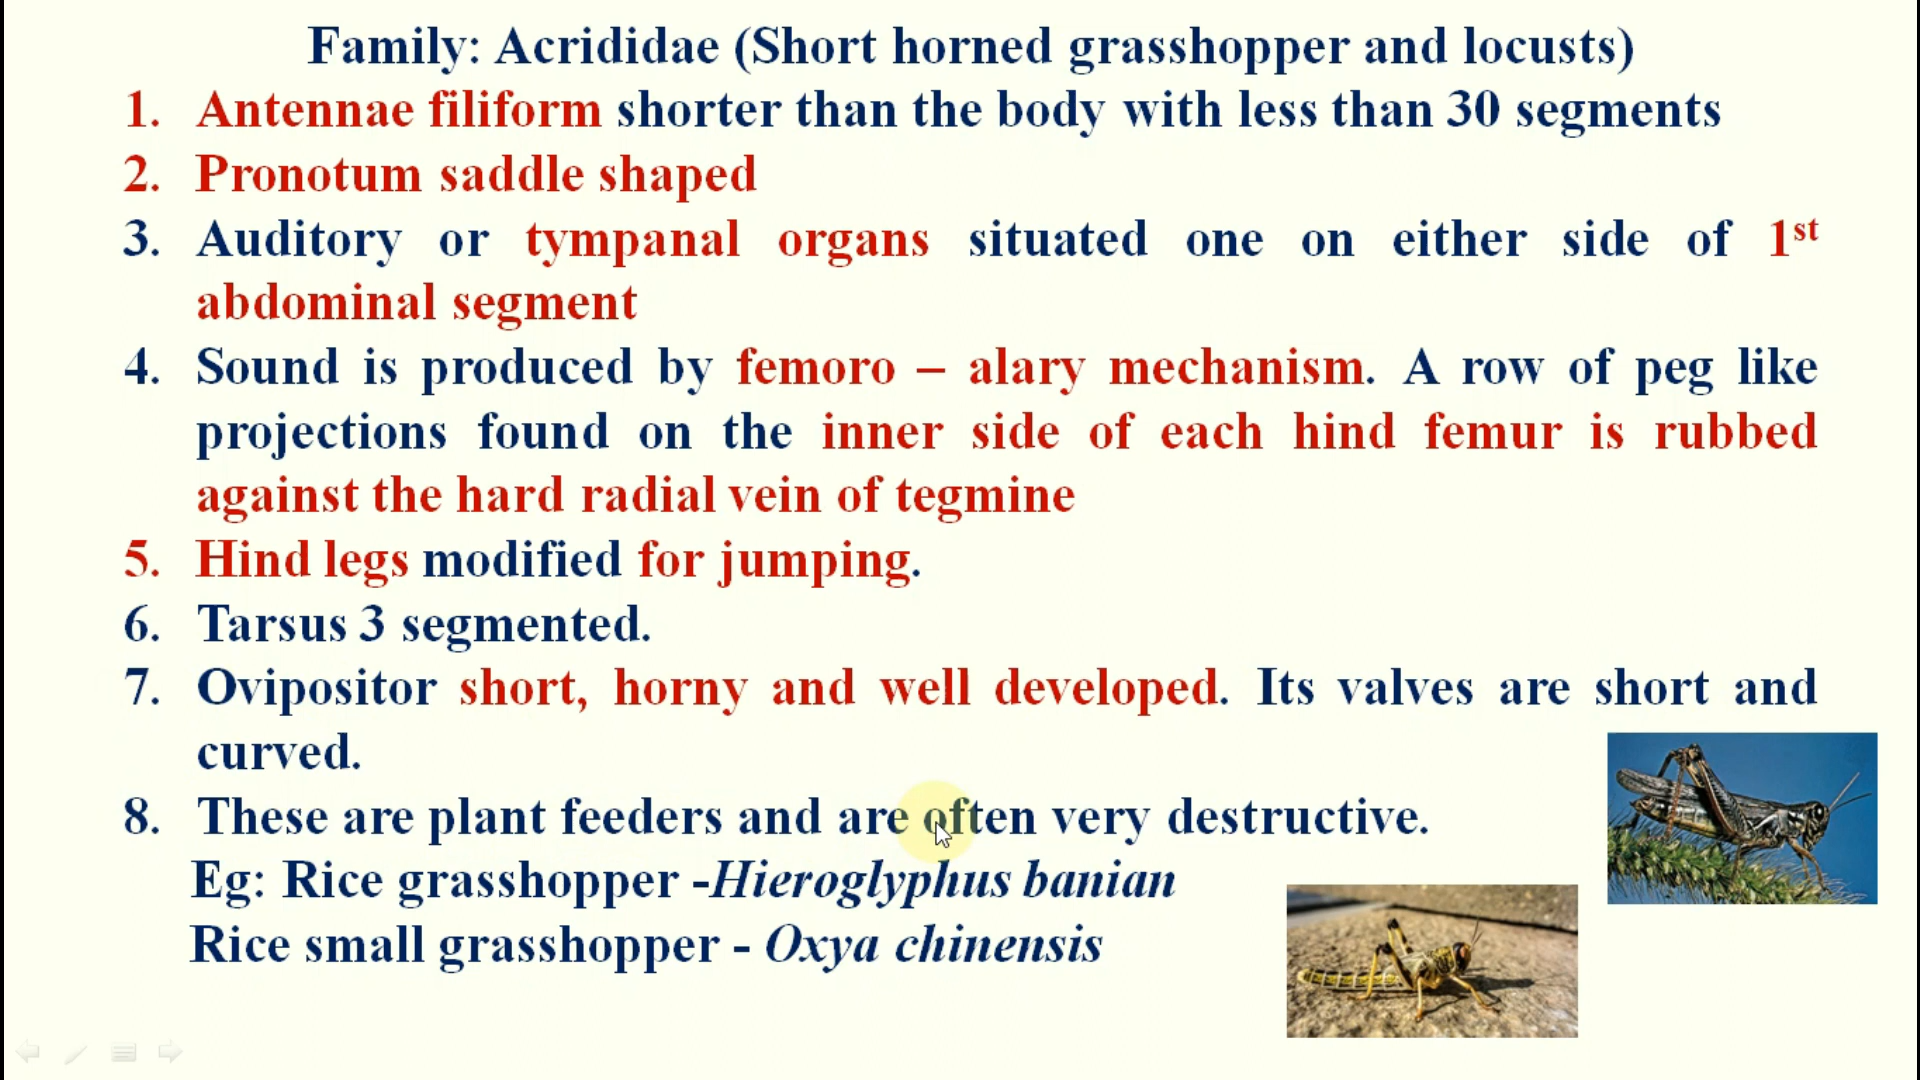 Family: Acrididae (Short horned grasshopper and locusts)
1. Antennae filiform shorter than the body with less than 30 segments
2. Pronotum saddle shaped
3. Auditory or tympanal organs situated one on either side of 1st
abdominal segment
4. Sound is produced by femoro – alary mechanism. A row of peg like
projections found on the inner side of each hind femur is rubbed
against the hard radial vein of tegmine
5. Hind legs modified for jumping.
6. Tarsus 3 segmented.
7. Ovipositor short, horny and well developed. Its valves are short and
curved.
8. These are plant feeders and are often very destructive.
Eg: Rice grasshopper -Hieroglyphus banian
Rice small grasshopper - Oxya chinensis